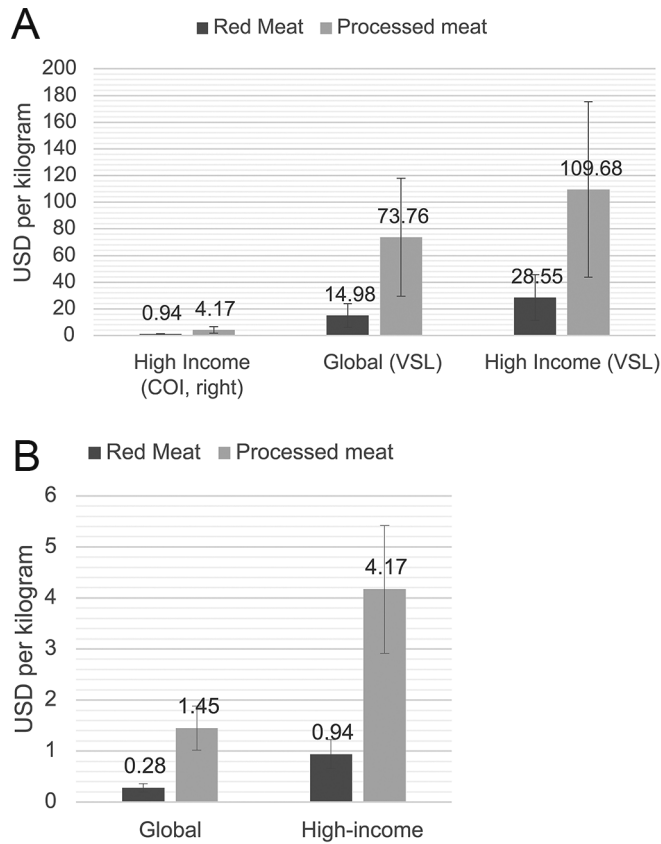 A
Red Meat Processed meat
USD per kilogram
200
180
160
140
120
100
80
60
40
20
0
0.94 4.17
14.98 73.76
28.55 109.68
High Income
(COI, right)
Global (VSL)
High Income (VSL)
B
Red Meat Processed meat
USD per kilogram
6
5
4
3
2
1
0
0.28 1.45
0.94 4.17
Global
High-income